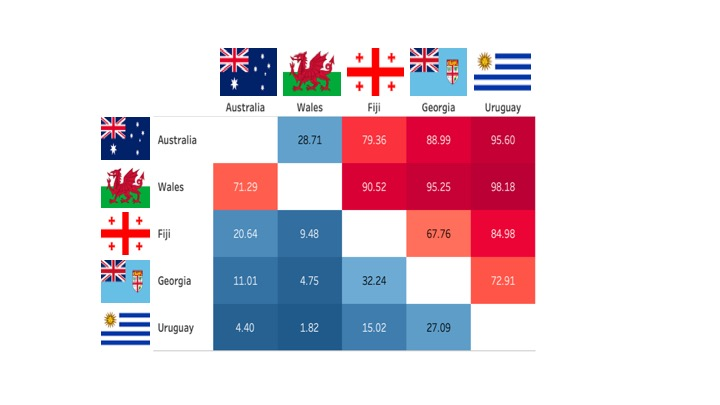 Australia Wales Fiji Georgia Uruguay
Australia 28.71 79.36 88.99 95.60
Wales 71.29 90.52 95.25 98.18
Fiji 20.64 9.48 67.76 84.98
Georgia 11.01 4.75 32.24 72.91
Uruguay 4.40 1.82 15.02 27.09